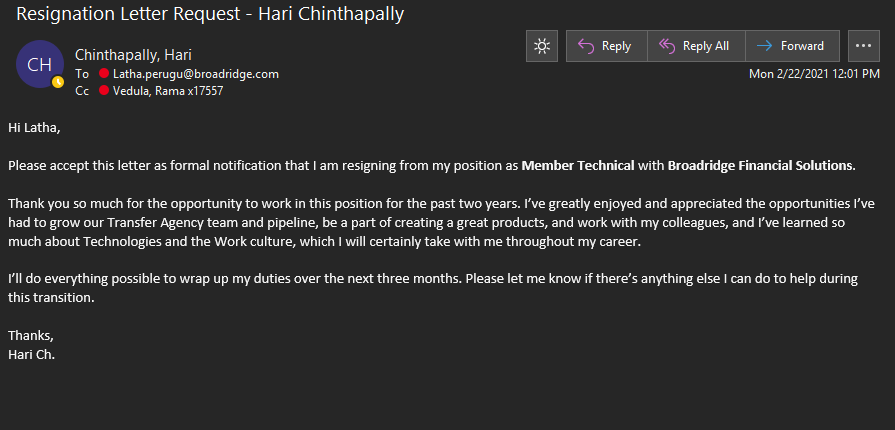 Resignation Letter Request - Hari Chinthapally
CH
Chinthapally, Hari
To Latha.perugu@broadridge.com
Cc Vedula, Rama x17557
Reply
Reply All
Forward
...
Mon 2/22/2021 12:01 PM
Hi Latha,
Please accept this letter as formal notification that I am resigning from my position as Member Technical with Broadridge Financial Solutions.
Thank you so much for the opportunity to work in this position for the past two years. I’ve greatly enjoyed and appreciated the opportunities I’ve
had to grow our Transfer Agency team and pipeline, be a part of creating a great products, and work with my colleagues, and I’ve learned so
much about Technologies and the Work culture, which I will certainly take with me throughout my career.
I’ll do everything possible to wrap up my duties over the next three months. Please let me know if there’s anything else I can do to help during
this transition.
Thanks,
Hari Ch.